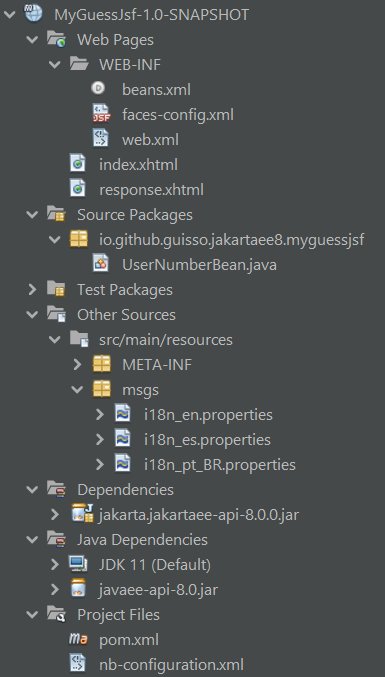 MyGuessJsf-1.0-SNAPSHOT
Web Pages
WEB-INF
beans.xml
faces-config.xml
web.xml
index.xhtml
response.xhtml
Source Packages
io.github.guisso.jakartaee8.myguessjsf
UserNumberBean.java
Test Packages
Other Sources
src/main/resources
META-INF
msgs
i18n_en.properties
i18n_es.properties
i18n_pt_BR.properties
Dependencies
jakarta.jakartaee-api-8.0.0.jar
Java Dependencies
JDK 11 (Default)
javaee-api-8.0.jar
Project Files
pom.xml
nb-configuration.xml